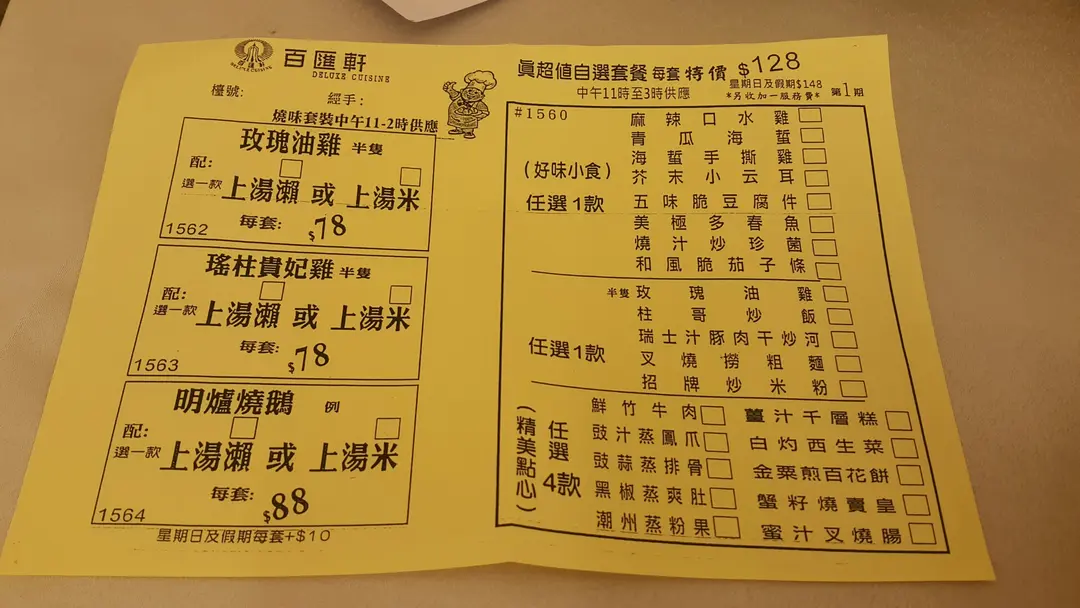 百匯軒
DELUXE CUISINE
檯號:
經手:
燒味套裝中午11-2時供應
玫瑰油雞 半隻
配:
選一款 上湯瀨 或 上湯米
每套: $78
1562
瑤柱貴妃雞 半隻
配:
選一款 上湯瀨 或 上湯米
每套: $78
1563
明爐燒鵝 例
配:
選一款 上湯瀨 或 上湯米
每套: $88
1564
星期日及假期每套+$10
眞超値自選套餐 每套 特價 $128
中午11時至3時供應
星期日及假期$148
*另收加一服務費*
第1期
#1560
(好味小食)
任選1款
麻辣口水雞
青瓜海蜇
海蜇手撕雞
芥末小云耳
五味脆豆腐件
美極多春魚
燒汁炒珍菌
和風脆茄子條
任選1款
半隻 玫瑰油雞
柱哥炒飯
瑞士汁豚肉干炒河
叉燒撈粗麵
招牌炒米粉
(精美點心)
任選4款
鮮竹牛肉
豉汁蒸鳳爪
豉蒜蒸排骨
黑椒蒸爽肚
潮州蒸粉果
薑汁千層糕
白灼西生菜
金粟煎百花餅
蟹籽燒賣皇
蜜汁叉燒腸